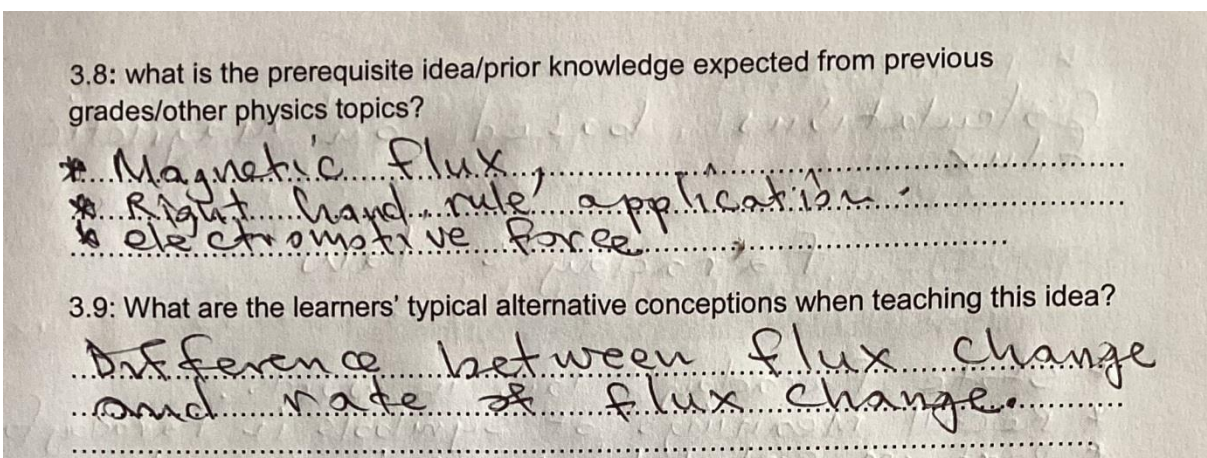 3.8: what is the prerequisite idea/prior knowledge expected from previous
grades/other physics topics?
* Magnetic flux,
* Right hand rule application.
* electromotive force
3.9: What are the learners' typical alternative conceptions when teaching this idea?
Difference between flux change
and rate of flux change.